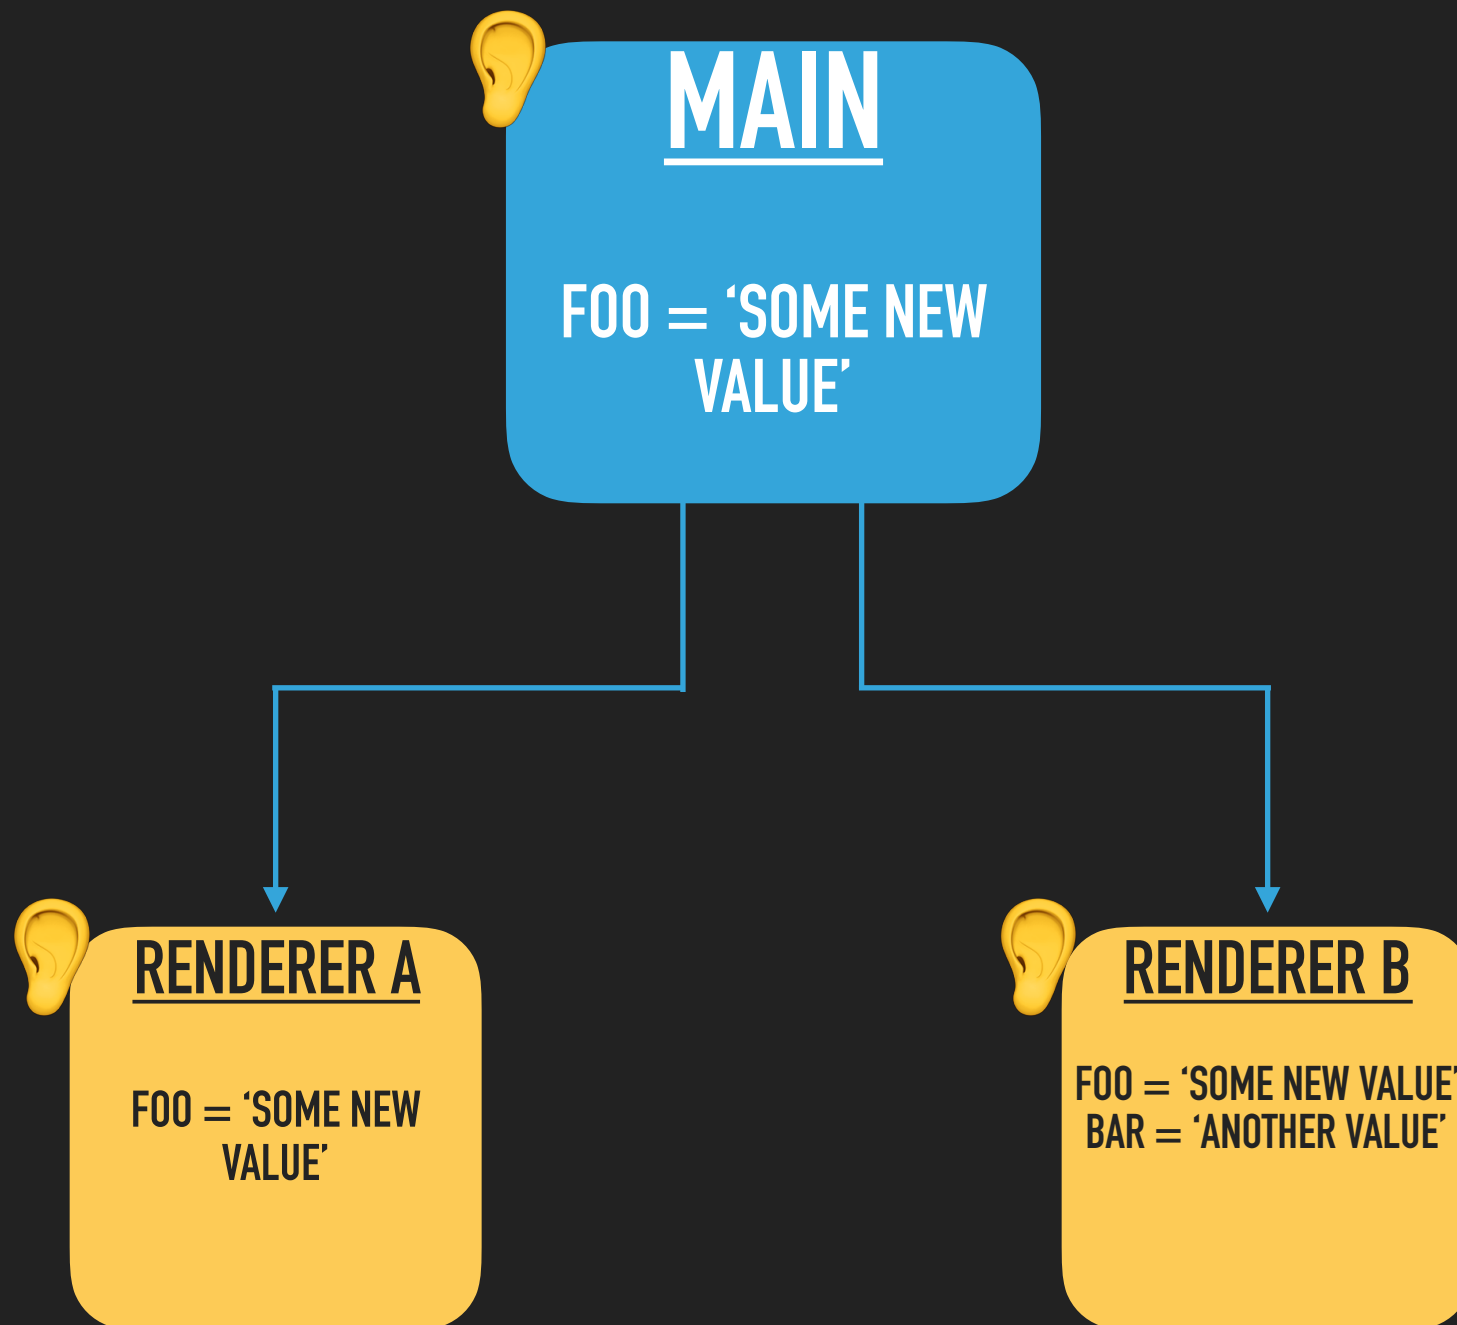 MAIN
FOO = ‘SOME NEW
VALUE’
RENDERER A
FOO = ‘SOME NEW
VALUE’
RENDERER B
FOO = ‘SOME NEW VALUE’
BAR = ‘ANOTHER VALUE’